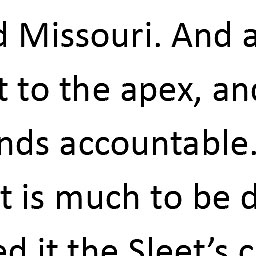 d Missouri. And a
t to the apex, and
nds accountable.
t is much to be d
ed it the Sleet’s c